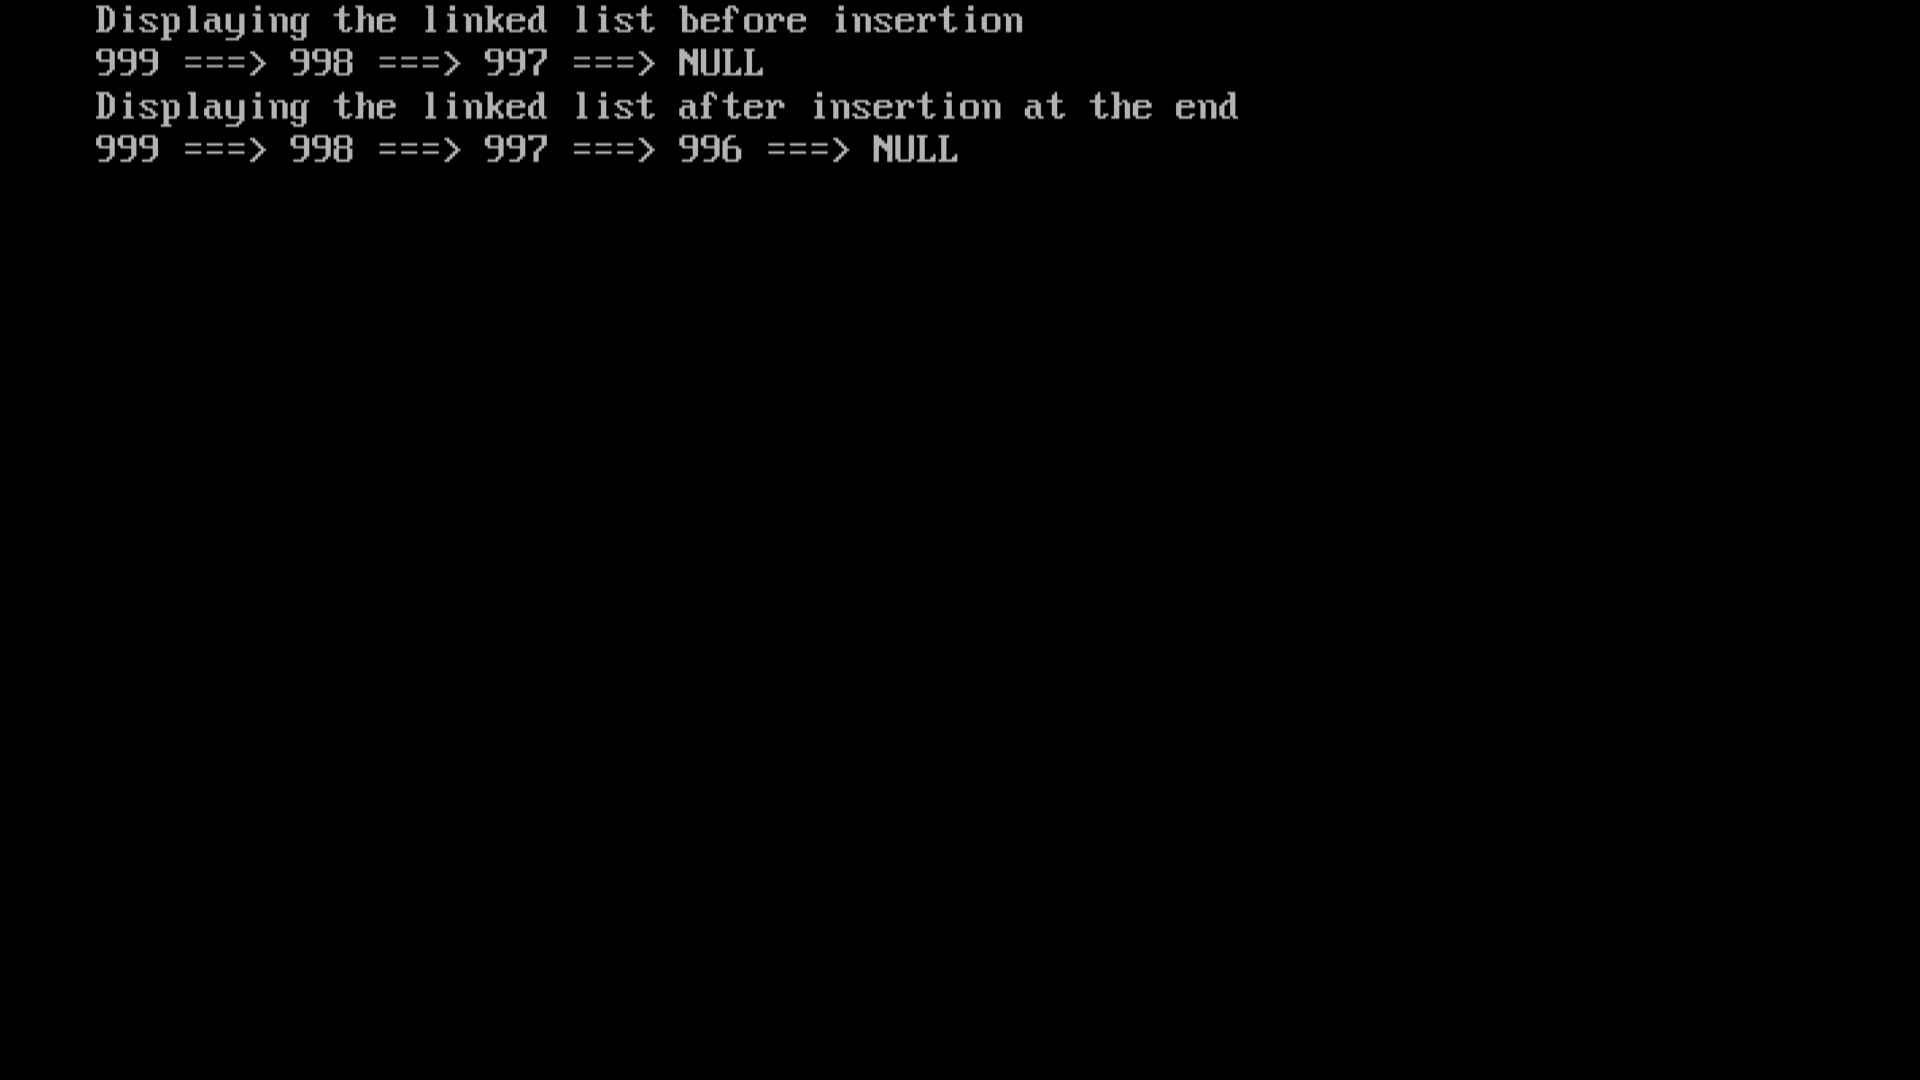 Displaying the linked list before insertion
999 ===> 998 ===> 997 ===> NULL
Displaying the linked list after insertion at the end
999 ===> 998 ===> 997 ===> 996 ===> NULL